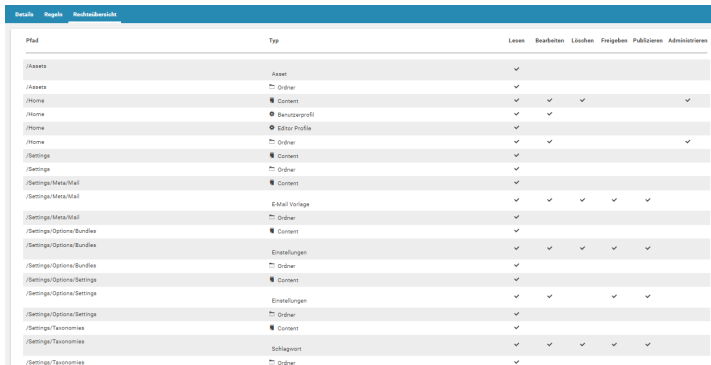 Details Regeln Rechteübersicht
Pfad Typ Lesen Bearbeiten Löschen Freigeben Publizieren Administrieren
/Assets Asset
/Assets Ordner
/Home Content
/Home Benutzerprofil
/Home Editor Profile
/Home Ordner
/Settings Content
/Settings Ordner
/Settings/Meta/Mail Content
/Settings/Meta/Mail E-Mail Vorlage
/Settings/Meta/Mail Ordner
/Settings/Options/Bundles Content
/Settings/Options/Bundles Einstellungen
/Settings/Options/Bundles Ordner
/Settings/Options/Settings Content
/Settings/Options/Settings Einstellungen
/Settings/Options/Settings Ordner
/Settings/Taxonomies Content
/Settings/Taxonomies Schlagwort
/Settings/Taxonomies Ordner